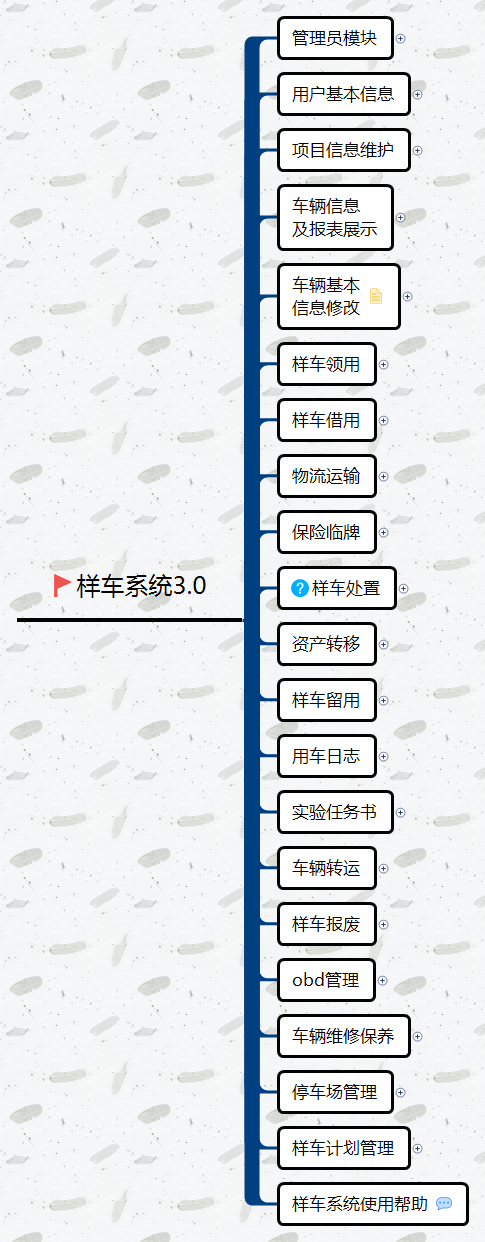 管理员模块
用户基本信息
项目信息维护
车辆信息
及报表展示
车辆基本
信息修改
样车领用
样车借用
物流运输
保险临牌
样车系统3.0
?
样车处置
资产转移
样车留用
用车日志
实验任务书
车辆转运
样车报废
obd管理
车辆维修保养
停车场管理
样车计划管理
样车系统使用帮助